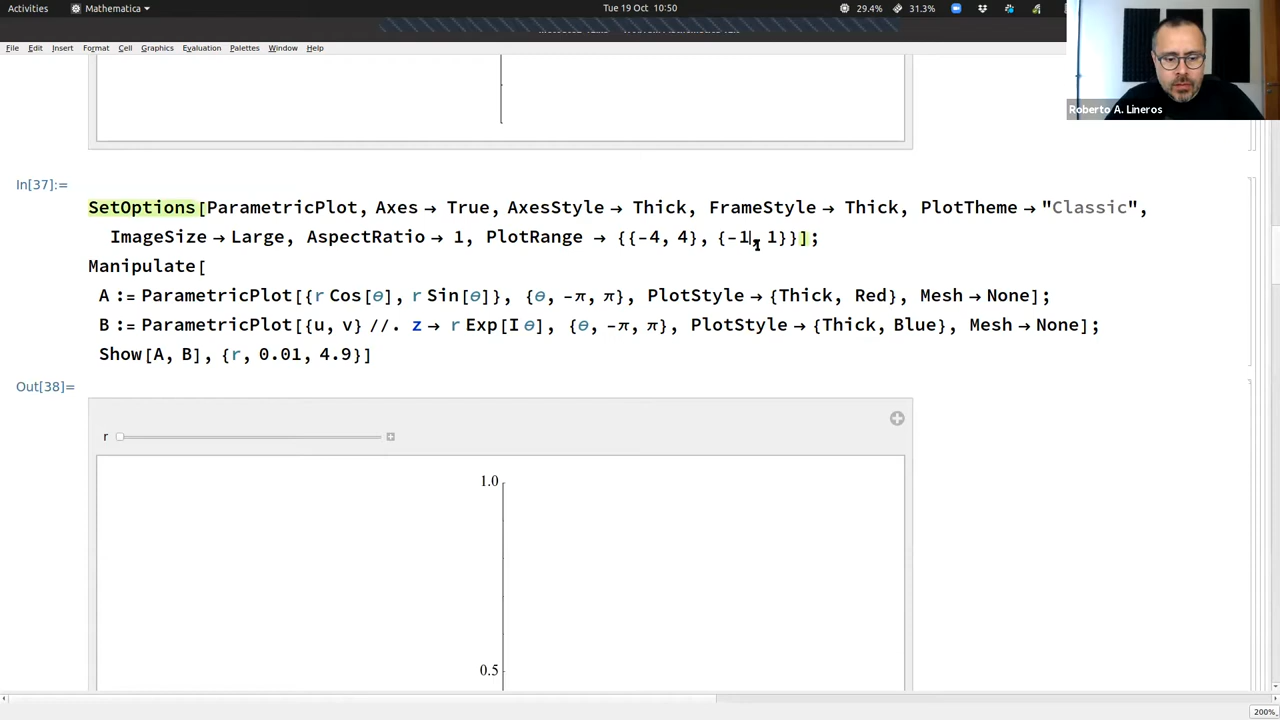 Activities
Mathematica
Tue 19 Oct 10:50
29.4%
31.3%
File Edit Insert Format Cell Graphics Evaluation Palettes Window Help
Roberto A. Lineros
In[37]:=
SetOptions[ParametricPlot, Axes → True, AxesStyle → Thick, FrameStyle → Thick, PlotTheme → "Classic",
ImageSize → Large, AspectRatio → 1, PlotRange → {{-4, 4}, {-1, 1}}];
Manipulate[
A := ParametricPlot[{r Cos[θ], r Sin[θ]}, {θ, -π, π}, PlotStyle → {Thick, Red}, Mesh → None];
B := ParametricPlot[{u, v} //. z → r Exp[I θ], {θ, -π, π}, PlotStyle → {Thick, Blue}, Mesh → None];
Show[A, B], {r, 0.01, 4.9}]
Out[38]=
r
1.0
0.5
200%